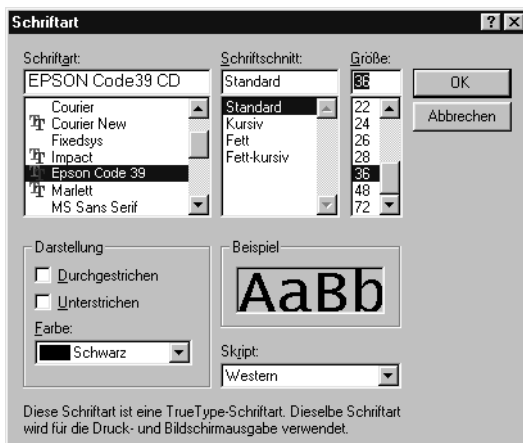 Schriftart
Schriftart:
EPSON Code39 CD
Courier
Courier New
Fixedsys
Impact
Epson Code 39
Marlett
MS Sans Serif
Schriftschnitt:
Standard
Standard
Kursiv
Fett
Fett-kursiv
Größe:
36
22
24
26
28
36
48
72
OK
Abbrechen
Darstellung
Durchgestrichen
Unterstrichen
Farbe:
Schwarz
Beispiel
AaBb
Skript:
Western
Diese Schriftart ist eine TrueType-Schriftart. Dieselbe Schriftart
wird für die Druck- und Bildschirmausgabe verwendet.